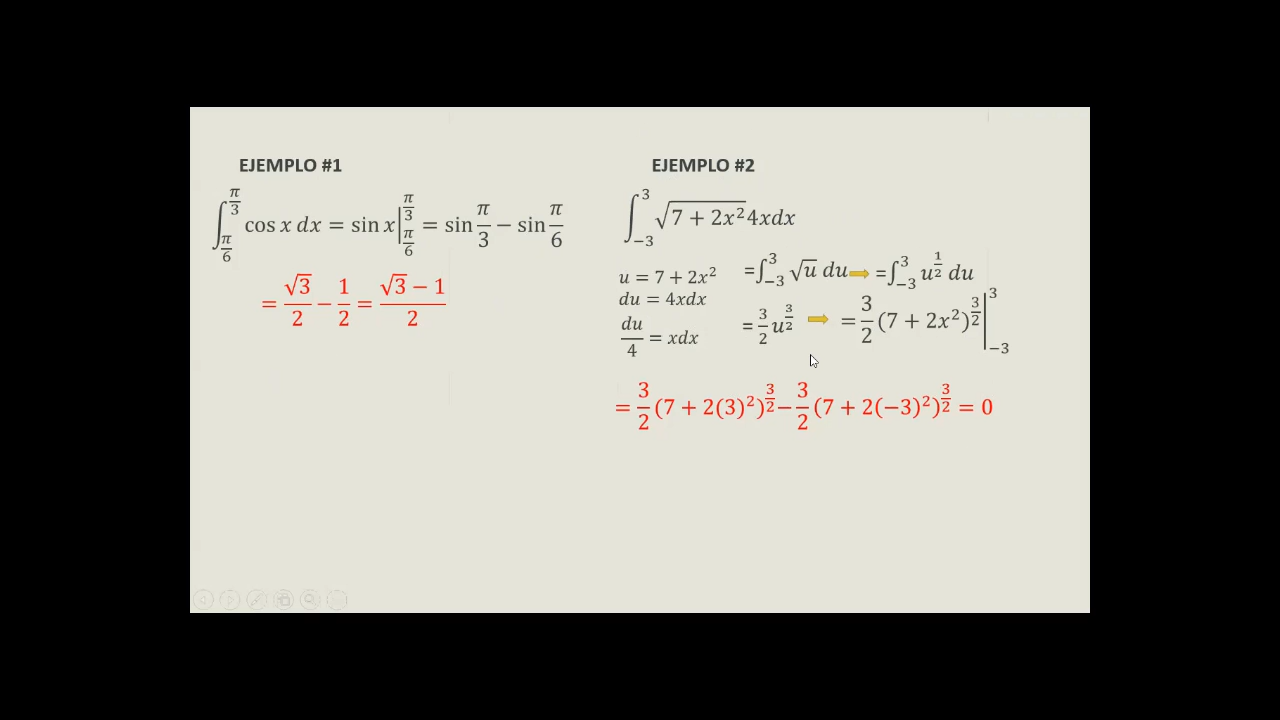 EJEMPLO #1
∫_{π/6}^{π/3} cos x dx = sin x|_{π/6}^{π/3} = sin π/3 − sin π/6
= √3/2 − 1/2 = (√3 − 1)/2
EJEMPLO #2
∫_{−3}^{3} √(7 + 2x²) 4xdx
u = 7 + 2x²
du = 4xdx
du/4 = xdx
=∫_{−3}^{3} √u du ⇨ =∫_{−3}^{3} u^{1/2} du
= 3/2 u^{3/2} ⇨ = 3/2 (7 + 2x²)^{3/2}|_{−3}^{3}
= 3/2 (7 + 2(3)²)^{3/2} − 3/2 (7 + 2(−3)²)^{3/2} = 0